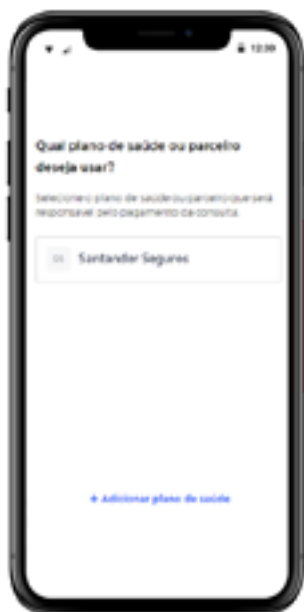 12:30
Qual plano de saúde ou parceiro
deseja usar?
Selecione o plano de saúde ou parceiro que será
responsável pelo pagamento da consulta.
Santander Seguros
+ Adicionar plano de saúde